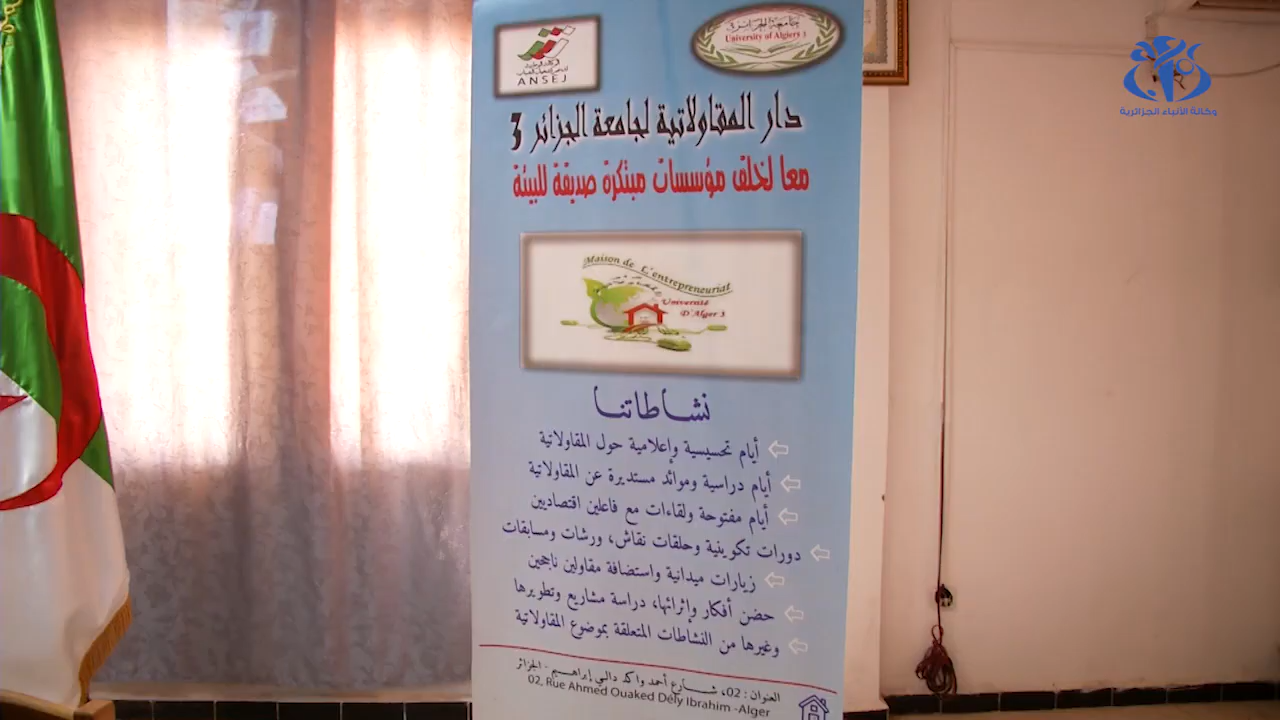 ANSEJ
جامعة الجزائر 3
University of Algiers 3
وكالة الأنباء الجزائرية
دار المقاولاتية لجامعة الجزائر 3
معا لخلق مؤسسات مبتكرة صديقة للبيئة
Maison de L'entrepreneuriat
Université
D'Alger 3
نشاطاتنا
أيام تحسيسية وإعلامية حول المقاولاتية
أيام دراسية وموائد مستديرة عن المقاولاتية
أيام مفتوحة ولقاءات مع فاعلين اقتصاديين
دورات تكوينية وحلقات نقاش، ورشات ومسابقات
زيارات ميدانية واستضافة مقاولين ناجحين
حضن أفكار وإثرائها، دراسة مشاريع وتطويرها
وغيرها من النشاطات المتعلقة بموضوع المقاولاتية
العنوان : 02، شارع أحمد واكد دالي إبراهيم - الجزائر
02, Rue Ahmed Ouaked Dély Ibrahim -Alger